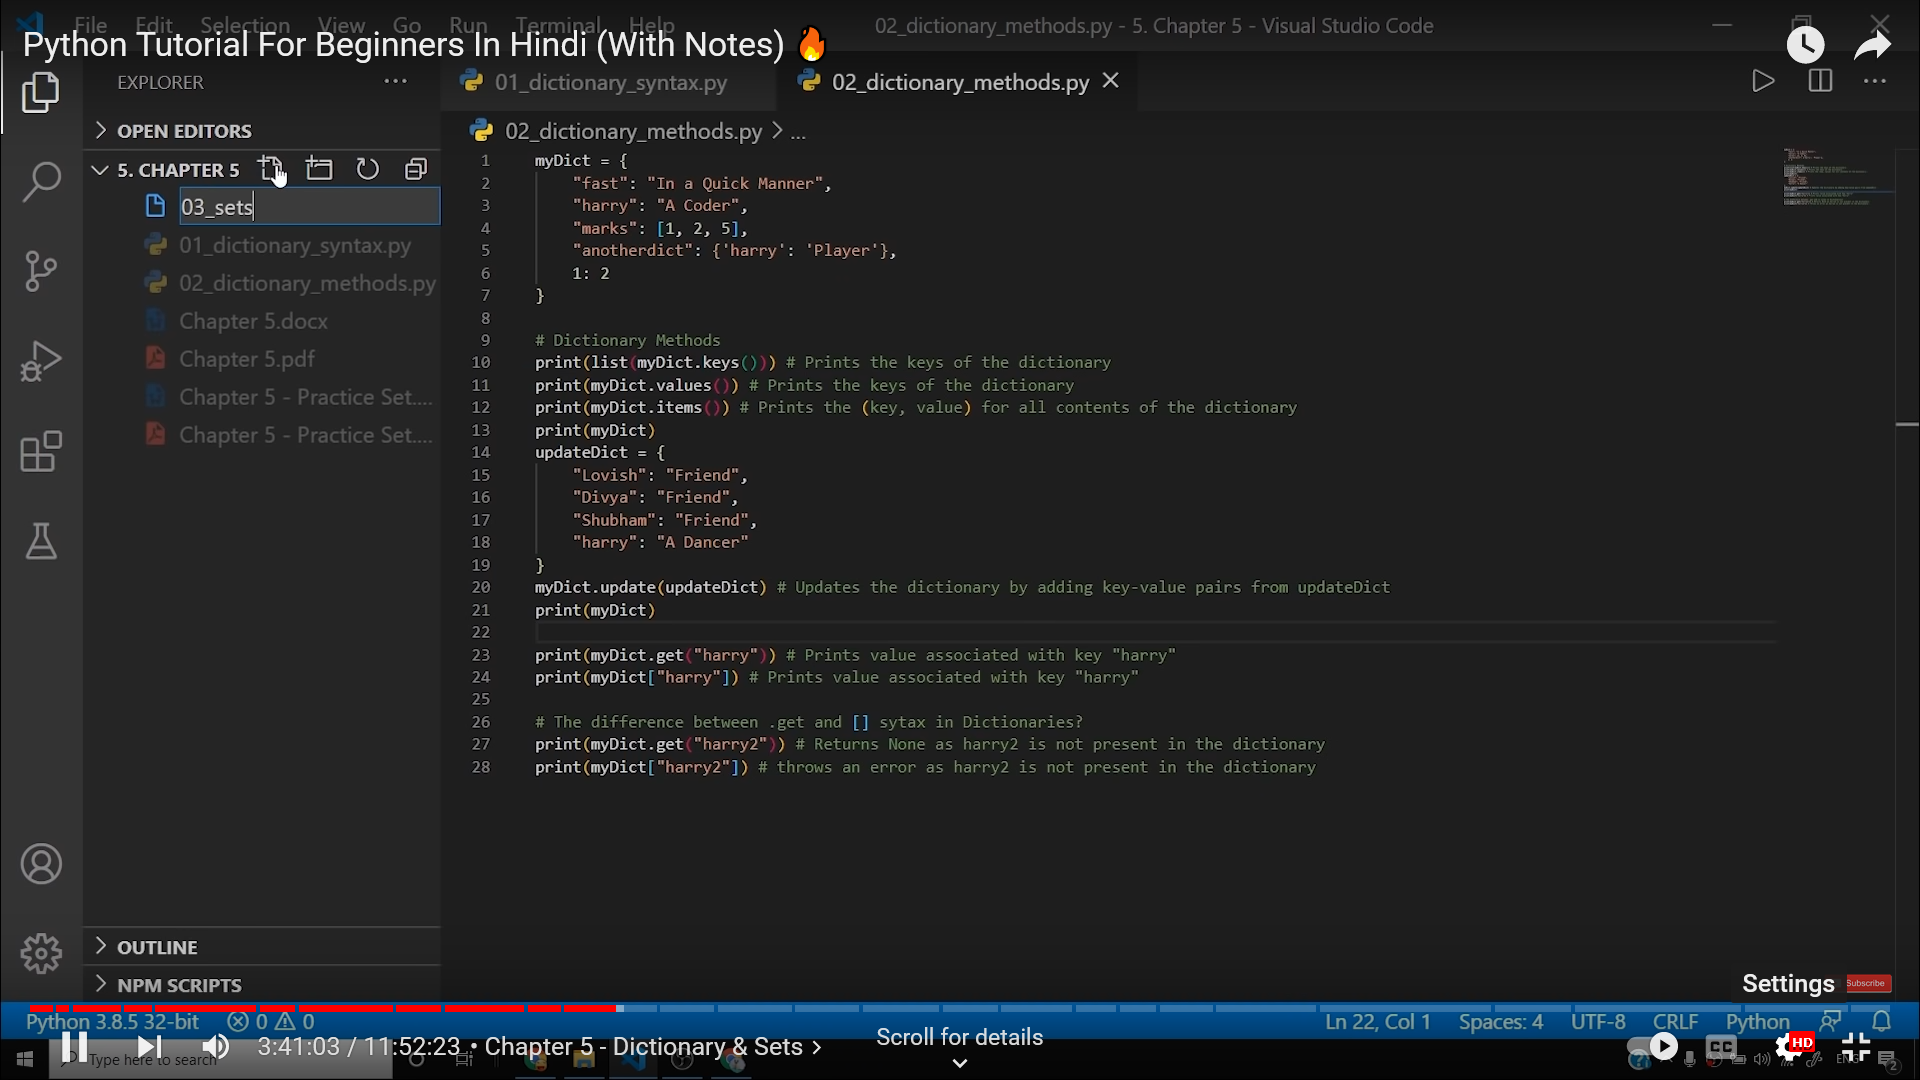 File Edit Selection View Go Run Terminal Help 02_dictionary_methods.py - 5. Chapter 5 - Visual Studio Code
Python Tutorial For Beginners In Hindi (With Notes) 🔥
EXPLORER
01_dictionary_syntax.py
02_dictionary_methods.py
OPEN EDITORS
02_dictionary_methods.py > ...
5. CHAPTER 5
03_sets
01_dictionary_syntax.py
02_dictionary_methods.py
Chapter 5.docx
Chapter 5.pdf
Chapter 5 - Practice Set....
Chapter 5 - Practice Set....
OUTLINE
NPM SCRIPTS
1 myDict = {
2 "fast": "In a Quick Manner",
3 "harry": "A Coder",
4 "marks": [1, 2, 5],
5 "anotherdict": {'harry': 'Player'},
6 1: 2
7 }
8
9 # Dictionary Methods
10 print(list(myDict.keys())) # Prints the keys of the dictionary
11 print(myDict.values()) # Prints the keys of the dictionary
12 print(myDict.items()) # Prints the (key, value) for all contents of the dictionary
13 print(myDict)
14 updateDict = {
15 "Lovish": "Friend",
16 "Divya": "Friend",
17 "Shubham": "Friend",
18 "harry": "A Dancer"
19 }
20 myDict.update(updateDict) # Updates the dictionary by adding key-value pairs from updateDict
21 print(myDict)
22
23 print(myDict.get("harry")) # Prints value associated with key "harry"
24 print(myDict["harry"]) # Prints value associated with key "harry"
25
26 # The difference between .get and [] sytax in Dictionaries?
27 print(myDict.get("harry2")) # Returns None as harry2 is not present in the dictionary
28 print(myDict["harry2"]) # throws an error as harry2 is not present in the dictionary
Settings
Subscribe
Python 3.8.5 32-bit 0 0
Ln 22, Col 1 Spaces: 4 UTF-8 CRLF Python
Type here to search
3:41:03 / 11:52:23 • Chapter 5 - Dictionary & Sets >
Scroll for details
CC
HD
2